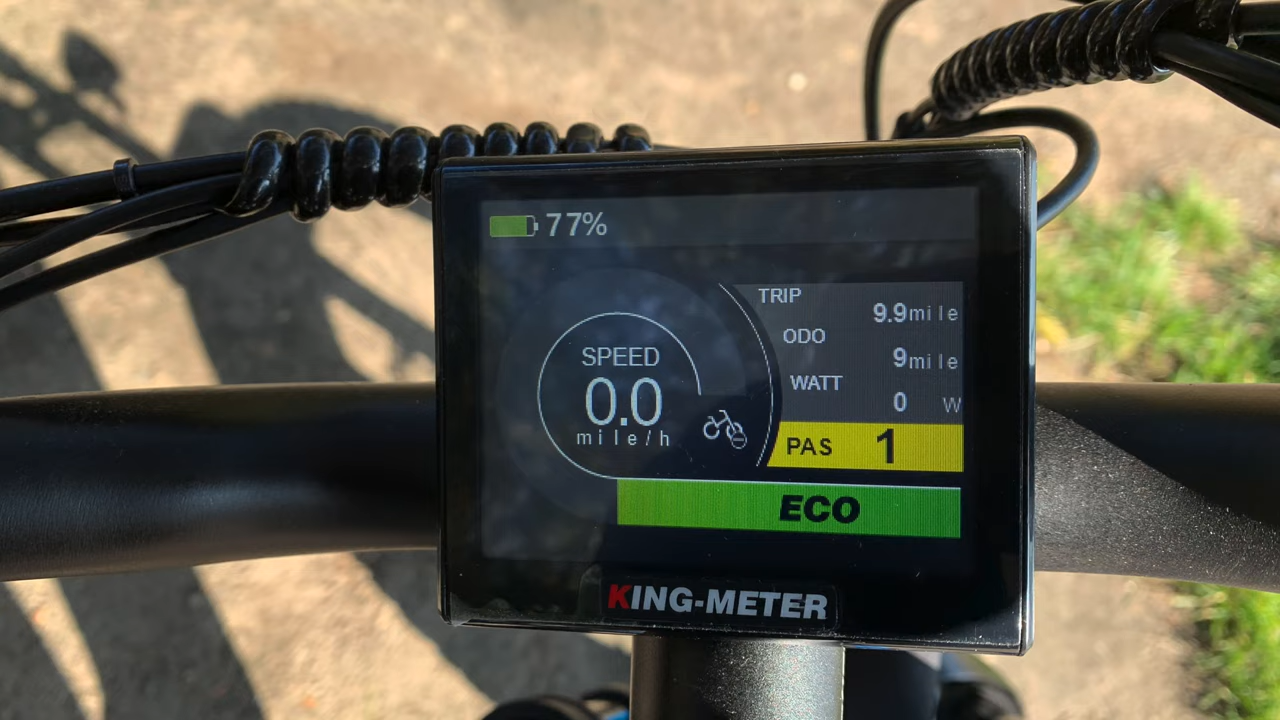 77%
TRIP
9.9mile
ODO
9mile
WATT
0 W
SPEED
0.0
mile/h
PAS 1
ECO
KING-METER